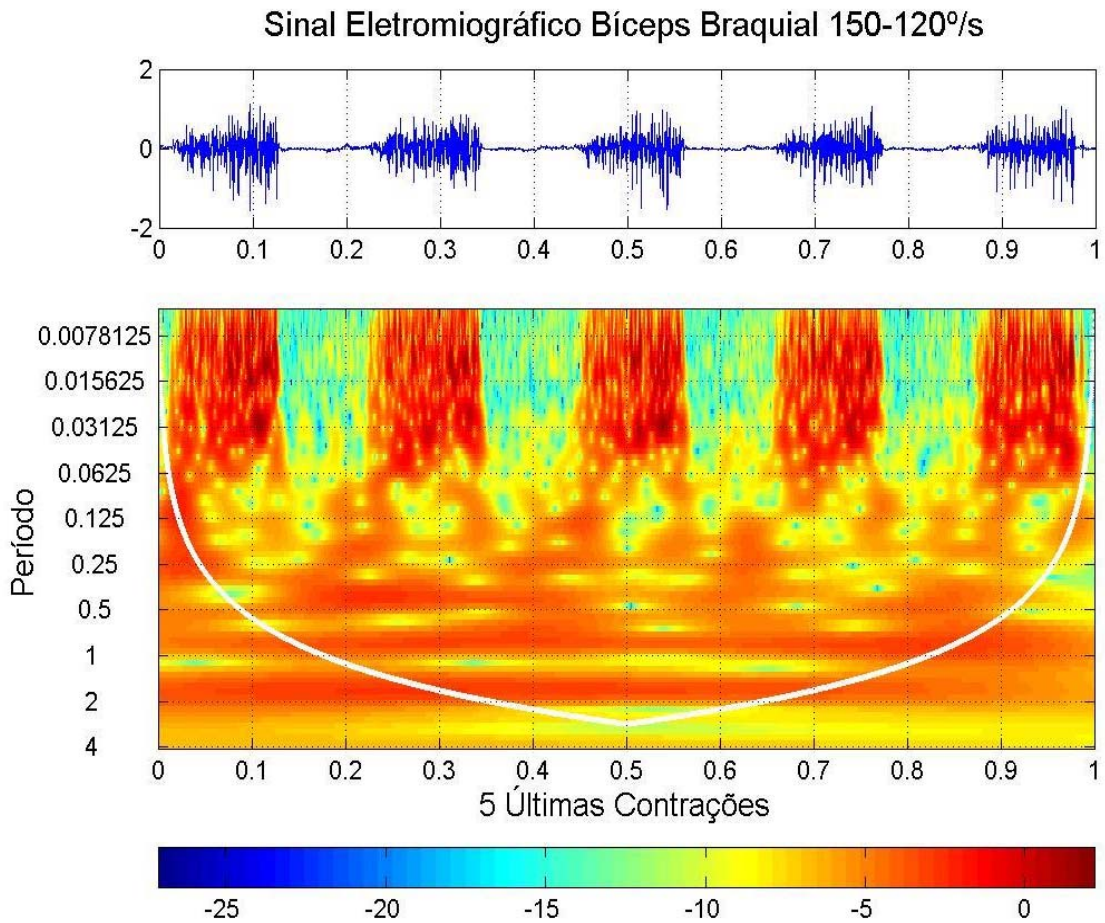 Sinal Eletromiográfico Bíceps Braquial 150-120º/s
2
0
-2
0 0.1 0.2 0.3 0.4 0.5 0.6 0.7 0.8 0.9 1
Período
0.0078125
0.015625
0.03125
0.0625
0.125
0.25
0.5
1
2
4
0 0.1 0.2 0.3 0.4 0.5 0.6 0.7 0.8 0.9 1
5 Últimas Contrações
-25 -20 -15 -10 -5 0